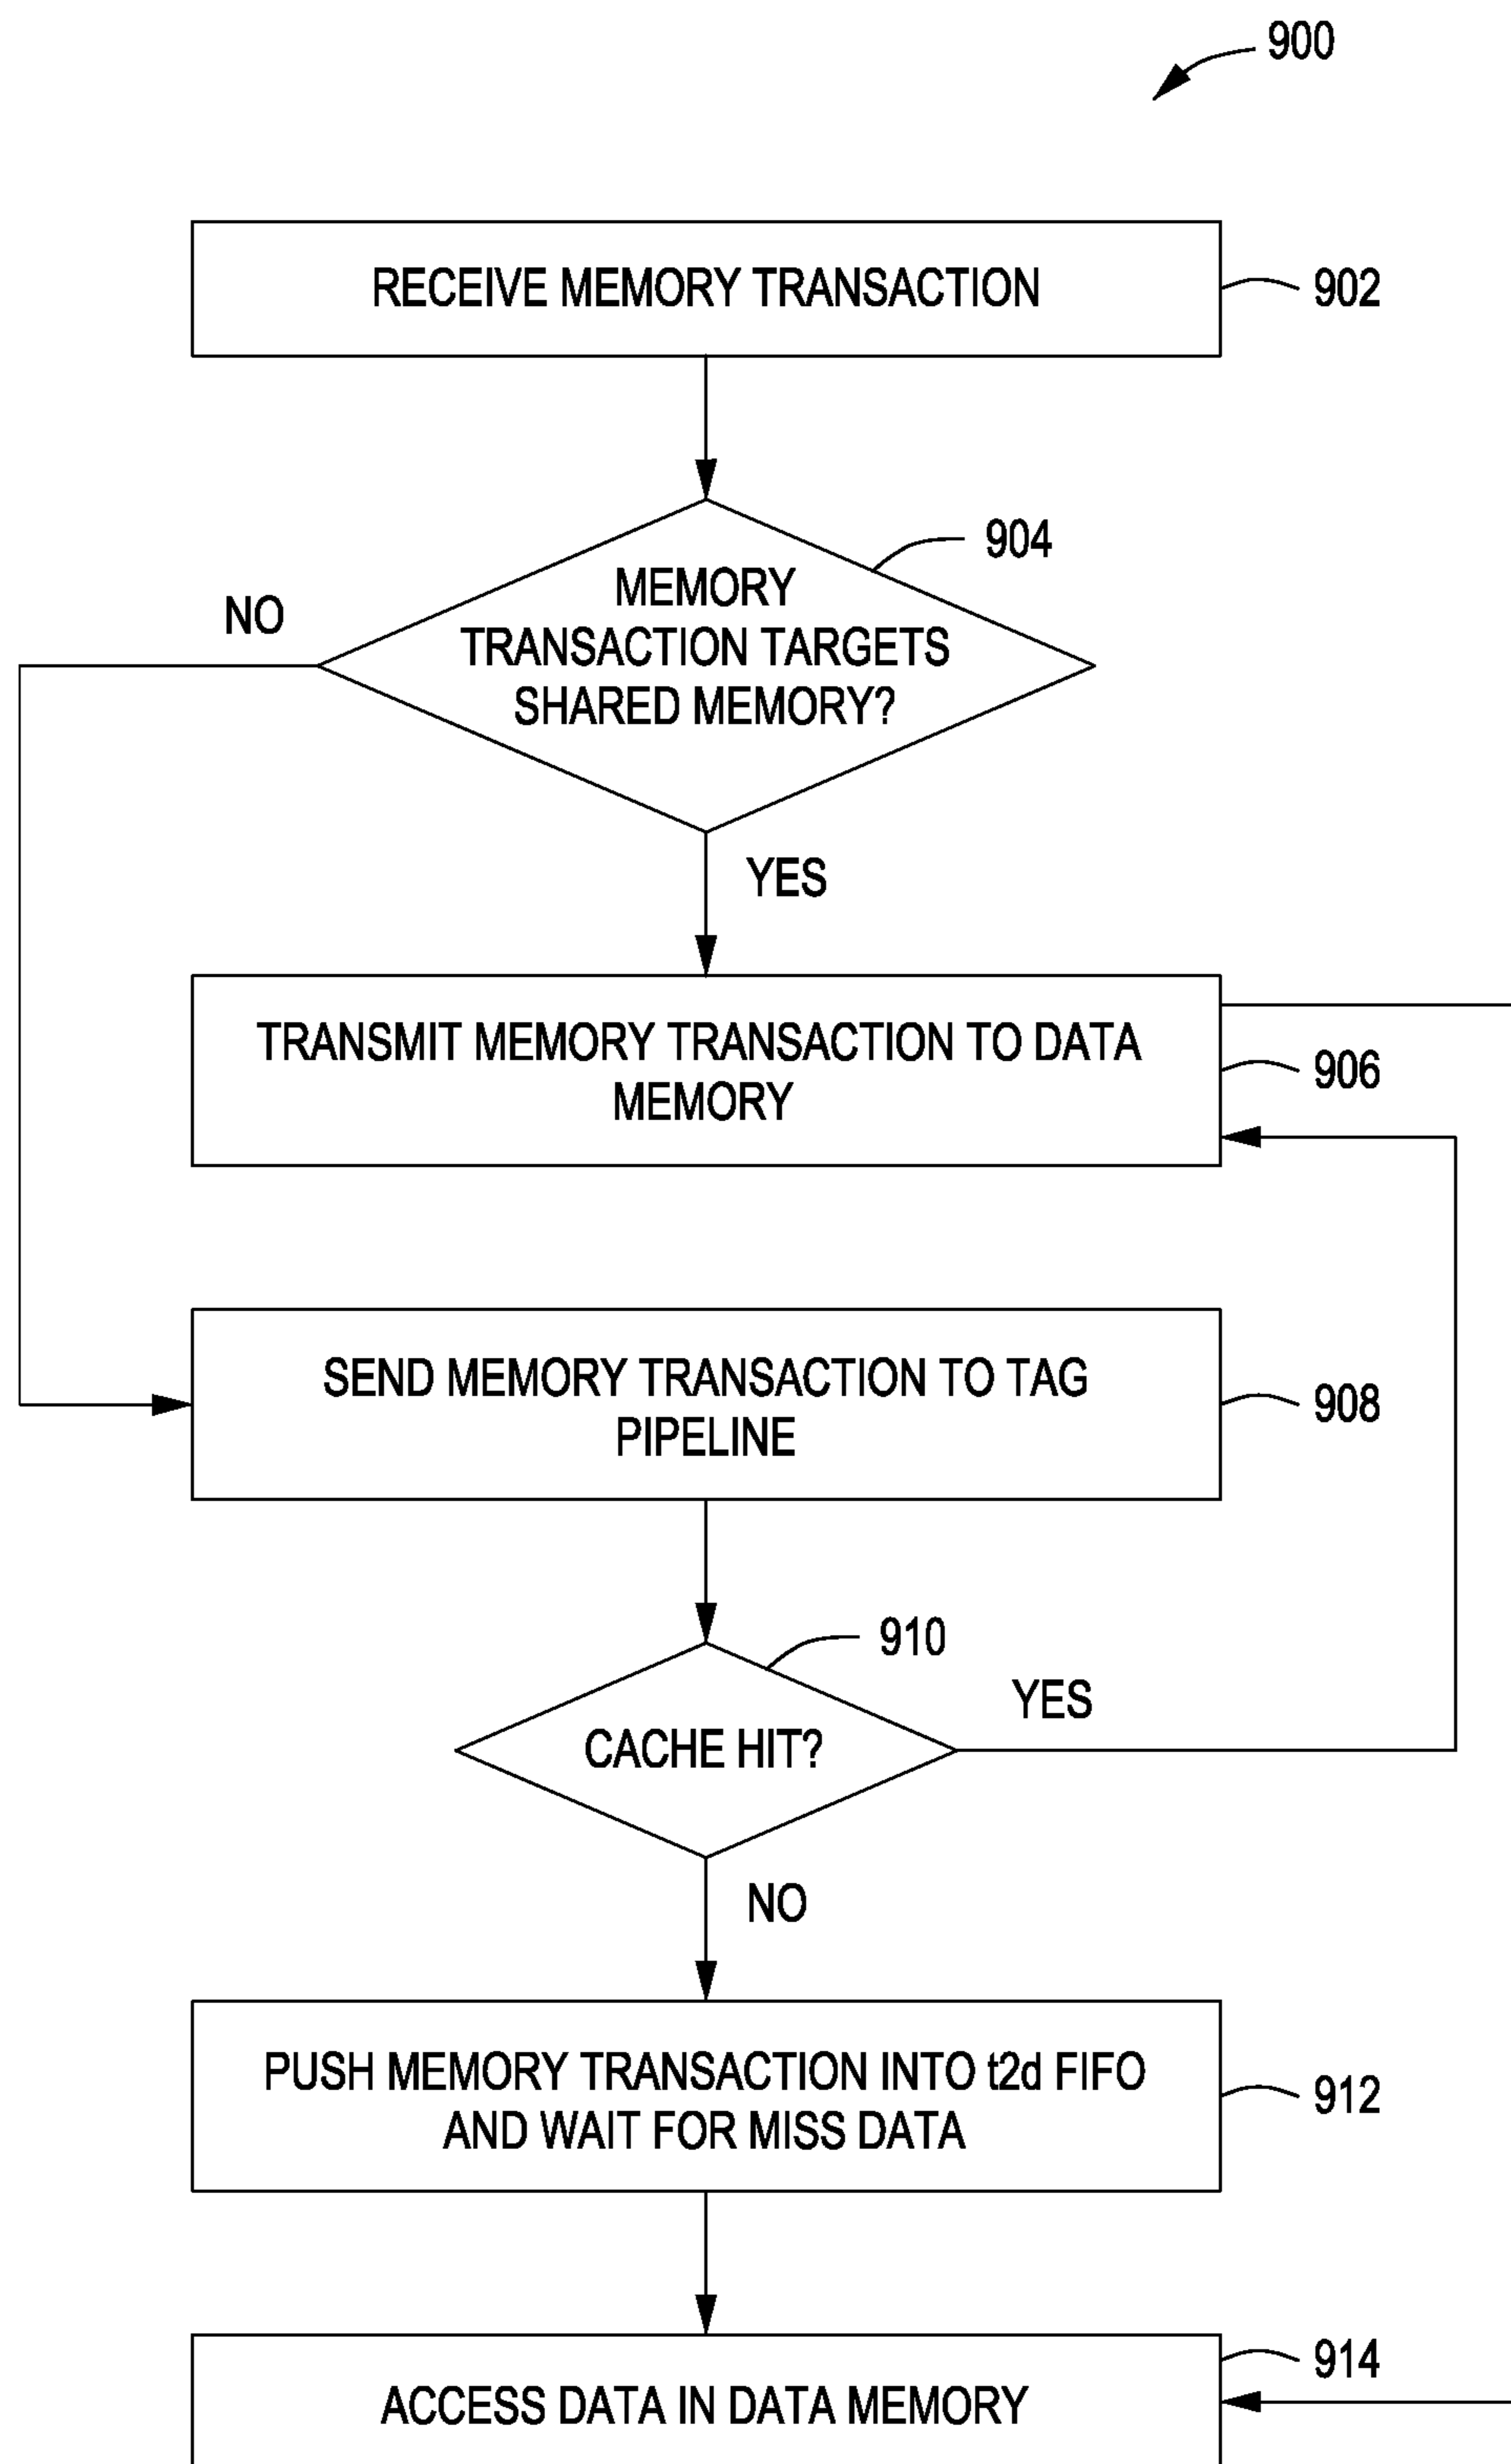 900
RECEIVE MEMORY TRANSACTION
902
904
MEMORY
TRANSACTION TARGETS
SHARED MEMORY?
NO
YES
TRANSMIT MEMORY TRANSACTION TO DATA
MEMORY
906
SEND MEMORY TRANSACTION TO TAG
PIPELINE
908
910
CACHE HIT?
YES
NO
PUSH MEMORY TRANSACTION INTO t2d FIFO
AND WAIT FOR MISS DATA
912
914
ACCESS DATA IN DATA MEMORY